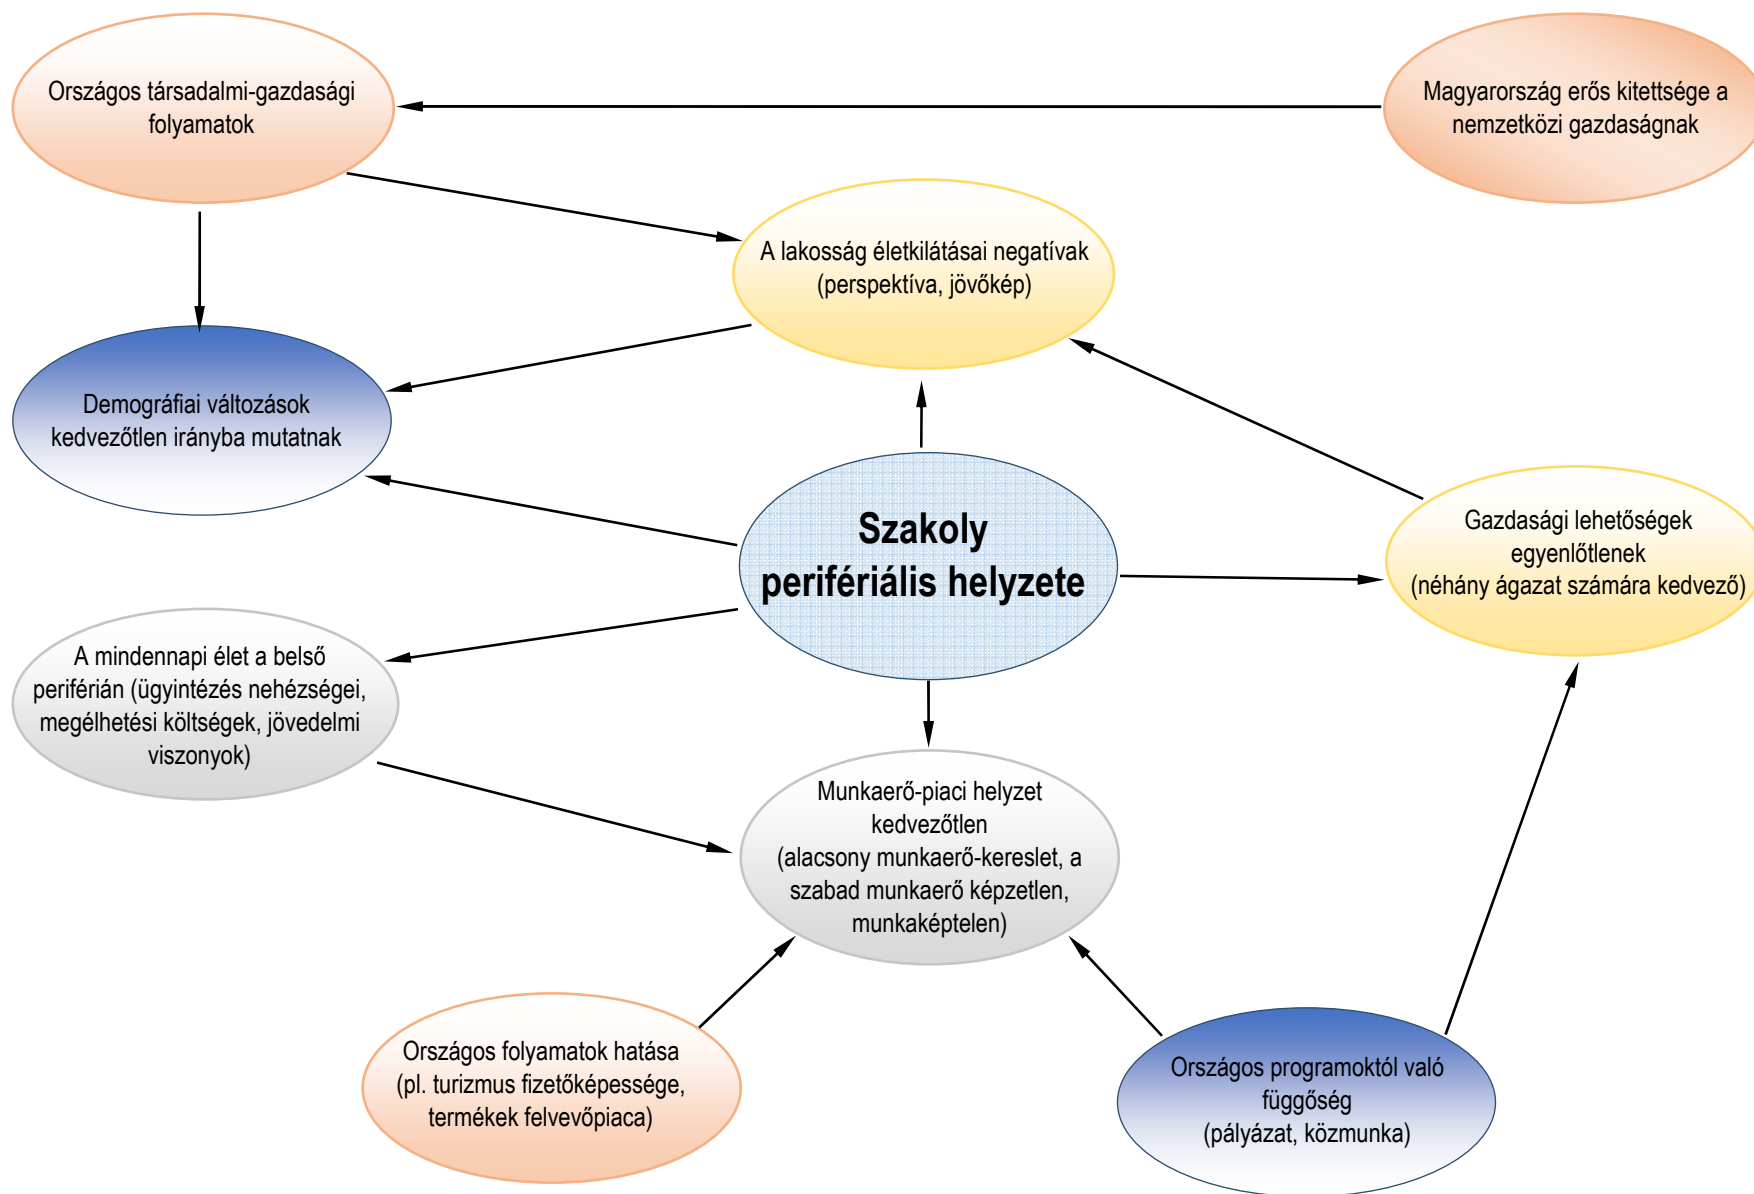 Országos társadalmi-gazdasági
folyamatok
Magyarország erős kitettsége a
nemzetközi gazdaságnak
A lakosság életkilátásai negatívak
(perspektíva, jövőkép)
Demográfiai változások
kedvezőtlen irányba mutatnak
Szakoly
perifériális helyzete
Gazdasági lehetőségek
egyenlőtlenek
(néhány ágazat számára kedvező)
A mindennapi élet a belső
periférián (ügyintézés nehézségei,
megélhetési költségek, jövedelmi
viszonyok)
Munkaerő-piaci helyzet
kedvezőtlen
(alacsony munkaerő-kereslet, a
szabad munkaerő képzetlen,
munkaképtelen)
Országos folyamatok hatása
(pl. turizmus fizetőképessége,
termékek felvevőpiaca)
Országos programoktól való
függőség
(pályázat, közmunka)